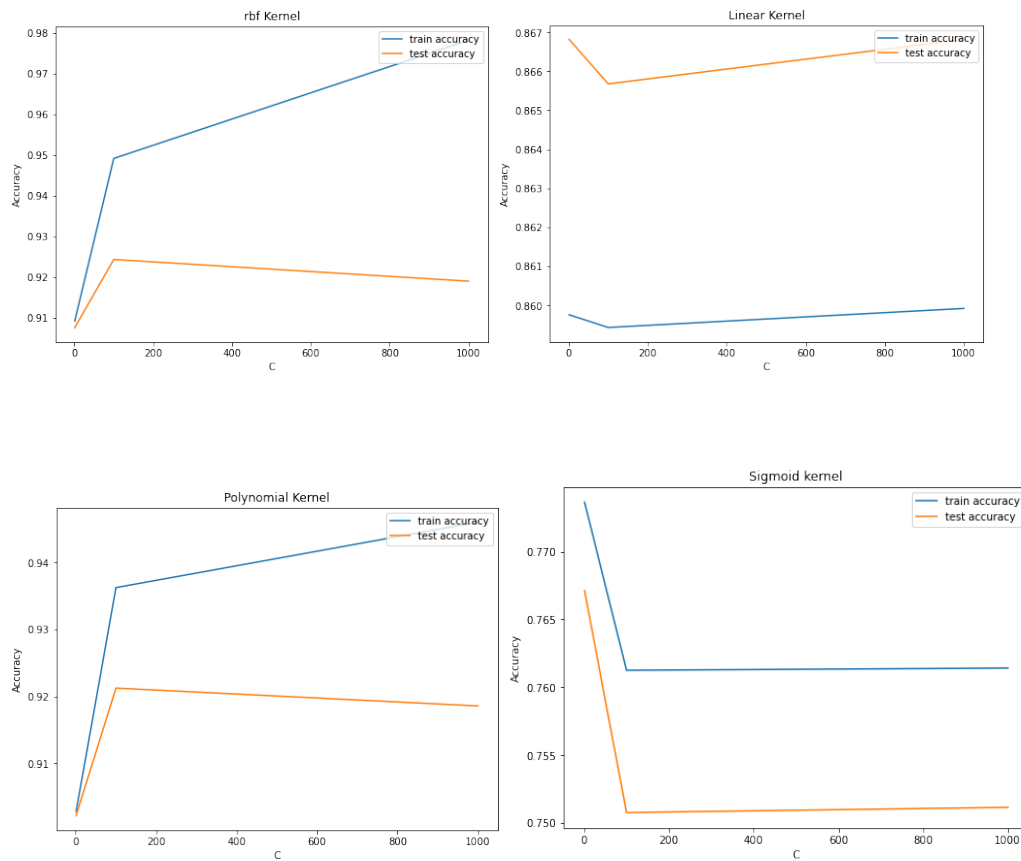 rbf Kernel
0.98
0.97
0.96
0.95
0.94
0.93
0.92
0.91
Accuracy
train accuracy
test accuracy
0 200 400 600 800 1000
C
Linear Kernel
0.867
0.866
0.865
0.864
0.863
0.862
0.861
0.860
Accuracy
train accuracy
test accuracy
0 200 400 600 800 1000
C
Polynomial Kernel
0.94
0.93
0.92
0.91
Accuracy
train accuracy
test accuracy
0 200 400 600 800 1000
C
Sigmoid kernel
0.770
0.765
0.760
0.755
0.750
Accuracy
train accuracy
test accuracy
0 200 400 600 800 1000
C